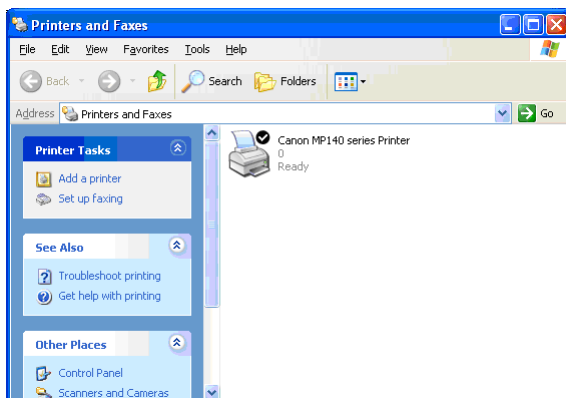 Printers and Faxes
File Edit View Favorites Tools Help
Back Search Folders
Address Printers and Faxes Go
Printer Tasks
Add a printer
Set up faxing
See Also
Troubleshoot printing
Get help with printing
Other Places
Control Panel
Scanners and Cameras
Canon MP140 series Printer
0
Ready